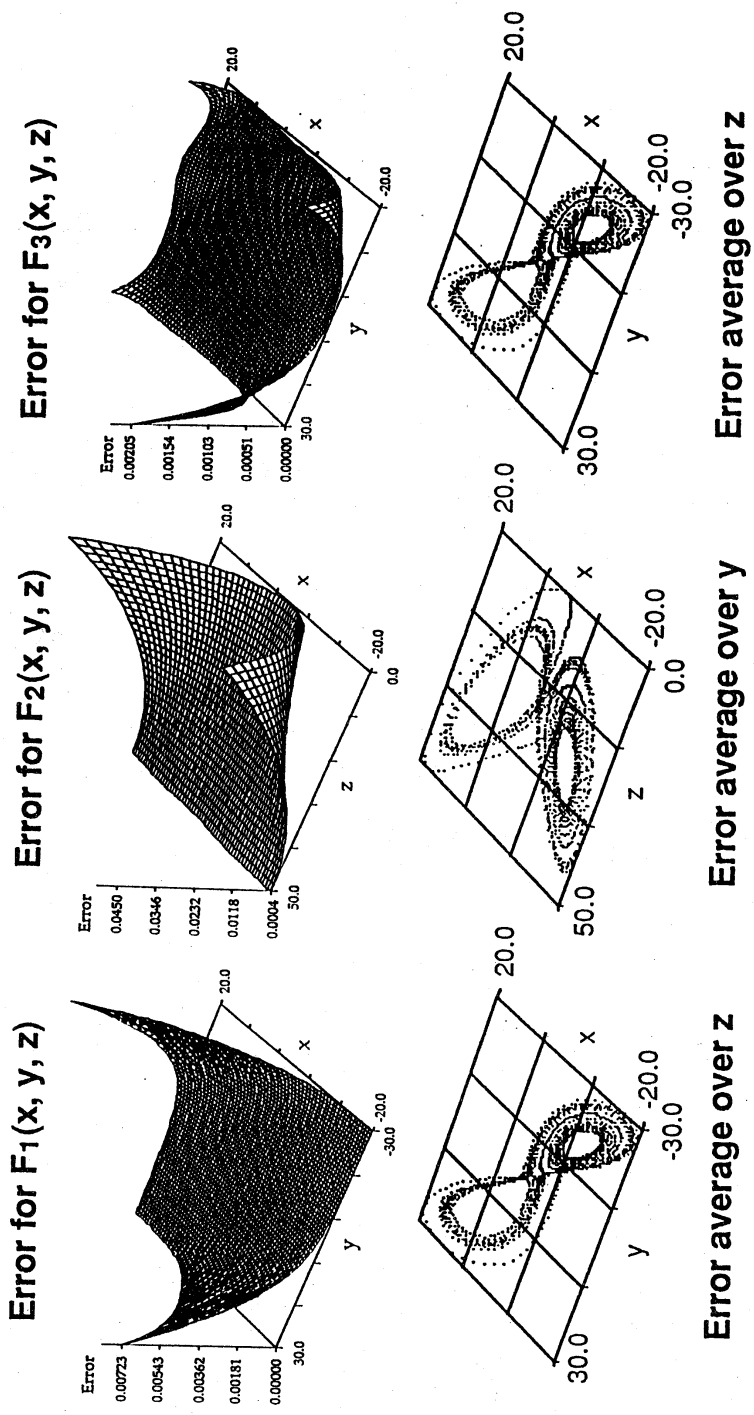 Error for F1(x, y, z)
Error
0.00723
0.00543
0.00362
0.00181
0.00000
30.0
y
-30.0
-20.0
x
20.0
30.0
y
-30.0
-20.0
x
20.0
Error average over z
Error for F2(x, y, z)
Error
0.0450
0.0346
0.0232
0.0118
0.0004
50.0
z
0.0
-20.0
x
20.0
50.0
z
0.0
-20.0
x
20.0
Error average over y
Error for F3(x, y, z)
Error
0.00205
0.00154
0.00103
0.00051
0.00000
30.0
y
-20.0
x
20.0
30.0
y
-30.0
-20.0
x
20.0
Error average over z